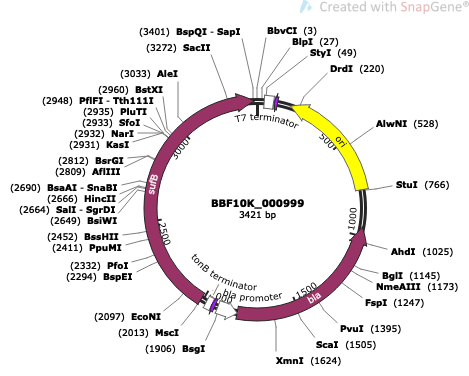 Created with SnapGene®
(3401) BspQI - SapI
BbvCI (3)
BlpI (27)
StyI (49)
(3272) SacII
DrdI (220)
(3033) AleI
(2960) BstXI
(2948) PflFI - Tth111I
(2935) PluTI
(2933) SfoI
(2932) NarI
(2931) KasI
T7 terminator
AlwNI (528)
ori
500
3000
(2812) BsrGI
(2809) AflIII
(2690) BsaAI - SnaBI
(2666) HincII
(2664) SalI - SgrDI
(2649) BsiWI
sufB
StuI (766)
BBF10K_000999
3421 bp
1000
(2452) BssHII
(2411) PpuMI
2500
(2332) PfoI
(2294) BspEI
AhdI (1025)
BglI (1145)
NmeAIII (1173)
FspI (1247)
tonB terminator
bla promoter
1500
bla
(2097) EcoNI
(2013) MscI
(1906) BsgI
PvuI (1395)
ScaI (1505)
XmnI (1624)